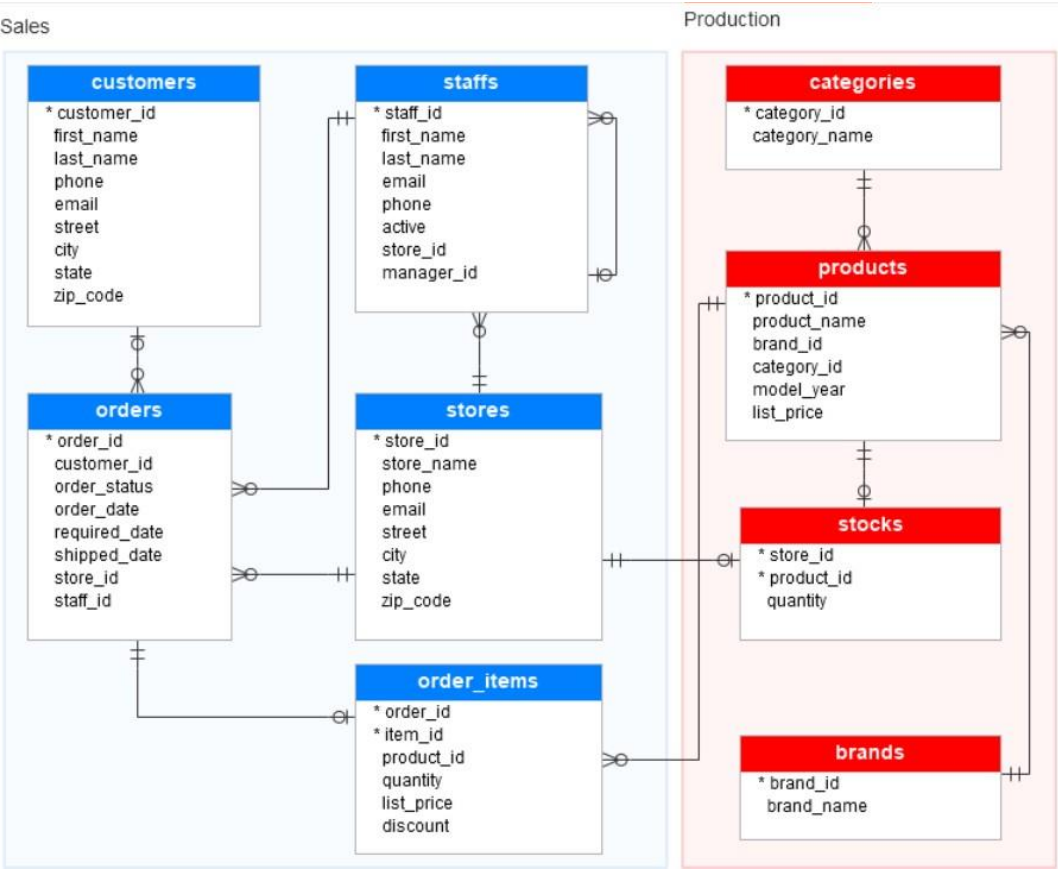 Sales
customers
* customer_id
first_name
last_name
phone
email
street
city
state
zip_code
staffs
* staff_id
first_name
last_name
email
phone
active
store_id
manager_id
orders
* order_id
customer_id
order_status
order_date
required_date
shipped_date
store_id
staff_id
stores
* store_id
store_name
phone
email
street
city
state
zip_code
order_items
* order_id
* item_id
product_id
quantity
list_price
discount
Production
categories
* category_id
category_name
products
* product_id
product_name
brand_id
category_id
model_year
list_price
stocks
* store_id
* product_id
quantity
brands
* brand_id
brand_name